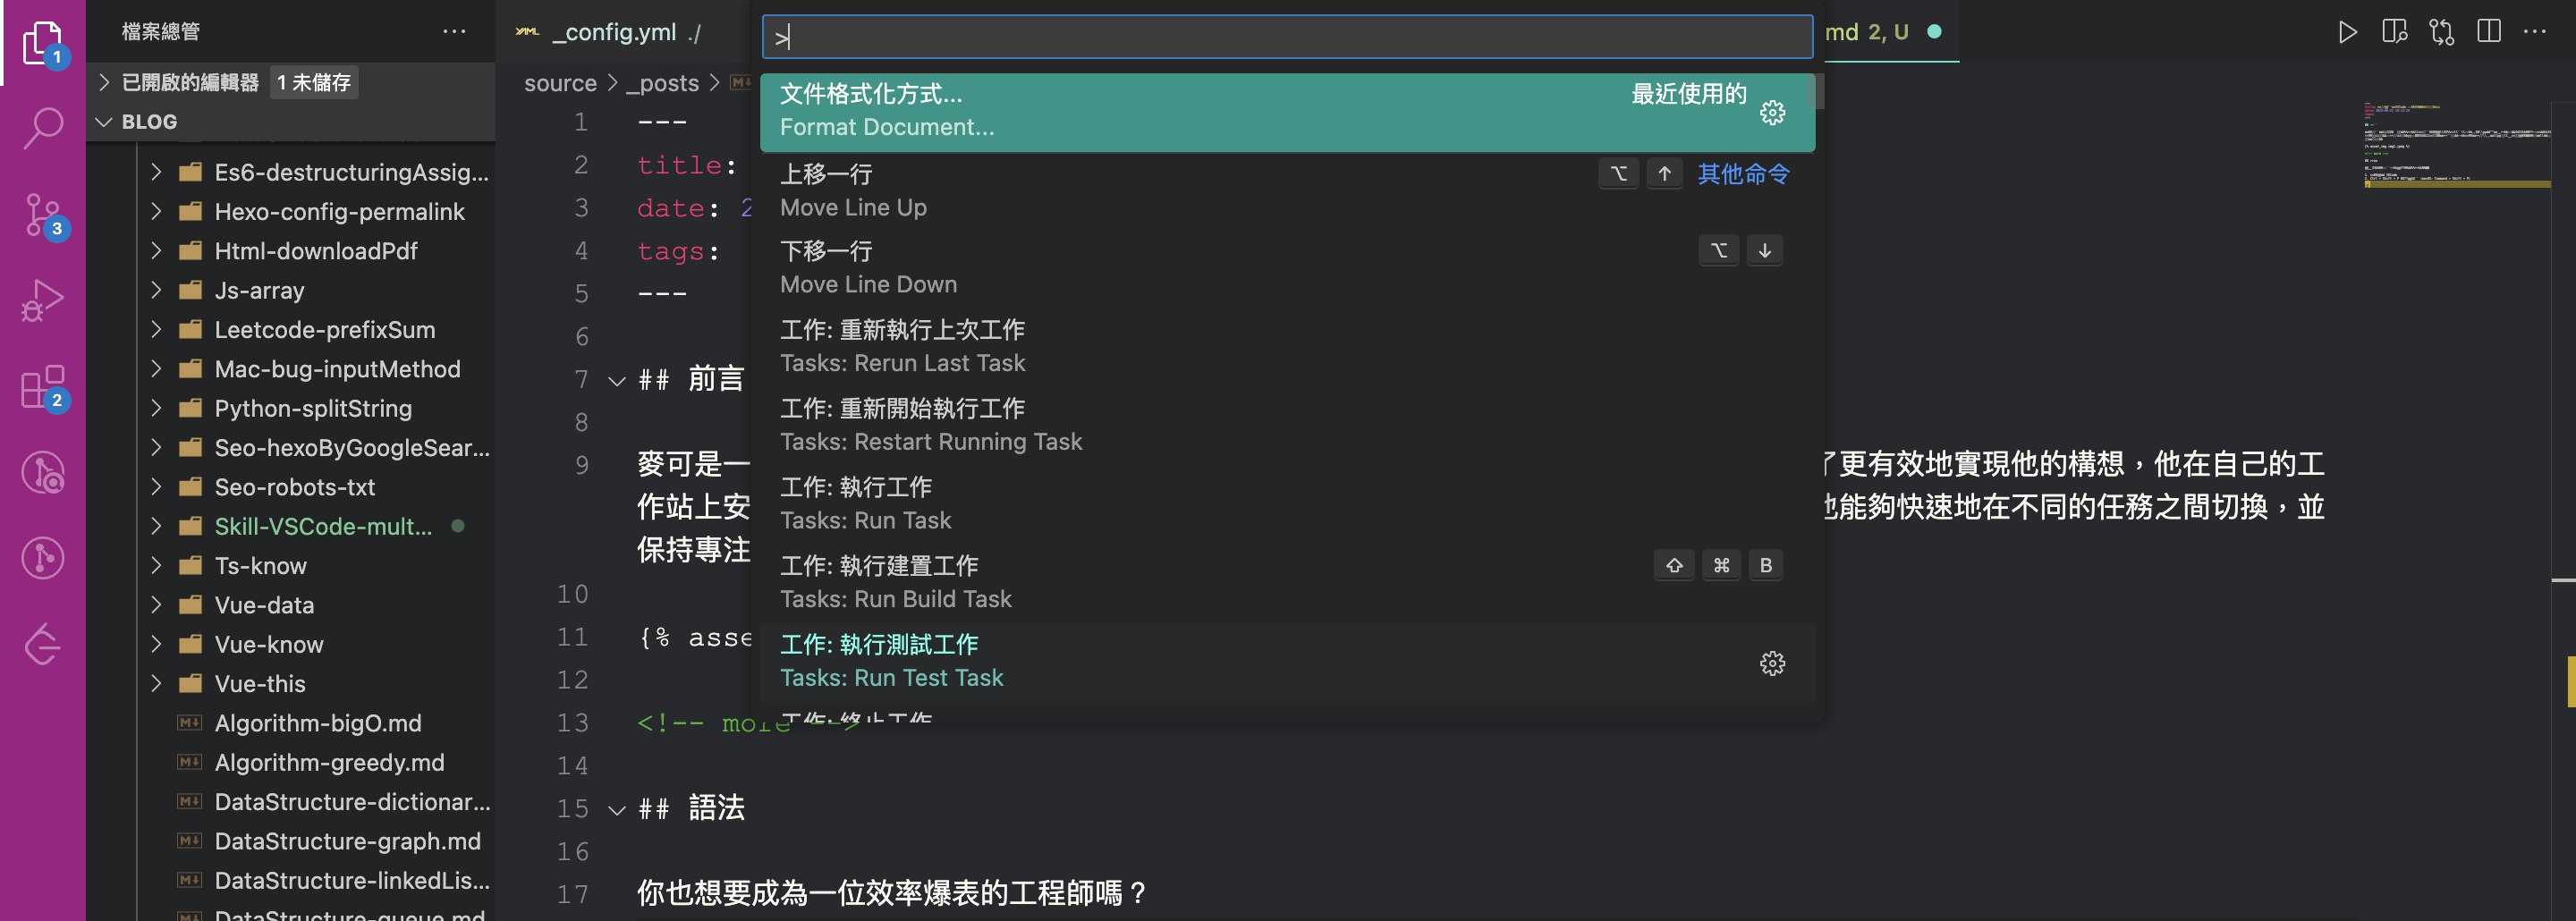 檔案總管
1
已開啟的編輯器 1 未儲存
BLOG
Es6-destructuringAssig...
Hexo-config-permalink
Html-downloadPdf
Js-array
Leetcode-prefixSum
Mac-bug-inputMethod
Python-splitString
Seo-hexoByGoogleSear...
Seo-robots-txt
Skill-VSCode-mult...
Ts-know
Vue-data
Vue-know
Vue-this
Algorithm-bigO.md
Algorithm-greedy.md
DataStructure-dictionar...
DataStructure-graph.md
DataStructure-linkedLis...
DataStructure-queue.md
3
2
YAML _config.yml ./
md 2, U
source > _posts >
>
文件格式化方式... 最近使用的
Format Document...
上移一行 ⌥ ↑ 其他命令
Move Line Up
下移一行 ⌥ ↓
Move Line Down
工作: 重新執行上次工作
Tasks: Rerun Last Task
工作: 重新開始執行工作
Tasks: Restart Running Task
工作: 執行工作
Tasks: Run Task
工作: 執行建置工作 ⇧ ⌘ B
Tasks: Run Build Task
工作: 執行測試工作
Tasks: Run Test Task
工作: 終止工作
1 ---
2 title:
3 date: 2
4 tags:
5 ---
6
7 ## 前言
8
9 麥可是一 了更有效地實現他的構想，他在自己的工
作站上安 他能夠快速地在不同的任務之間切換，並
保持專注
10
11 {% asse
12
13 <!-- more -->
14
15 ## 語法
16
17 你也想要成為一位效率爆表的工程師嗎？